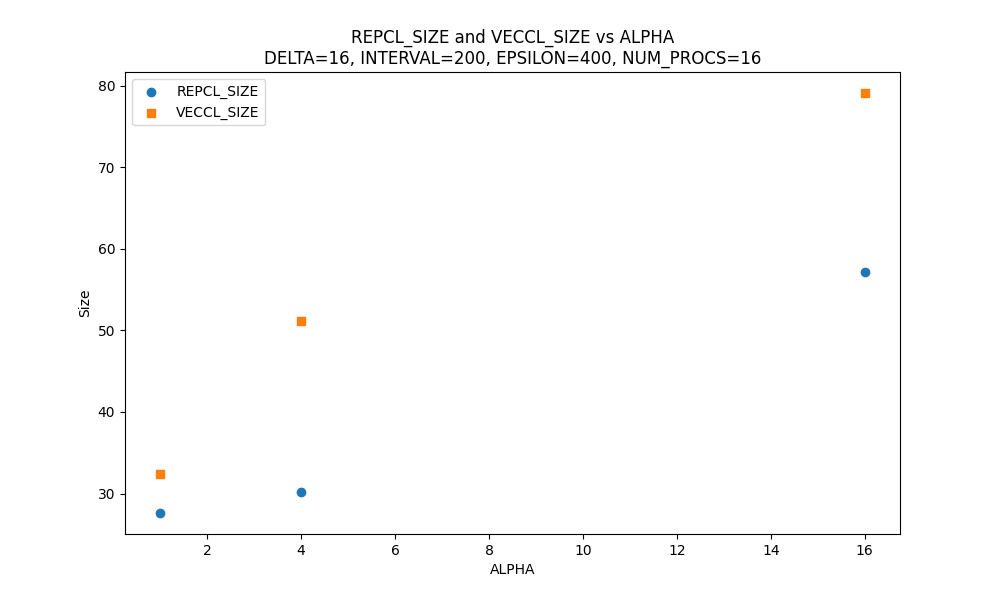 REPCL_SIZE and VECCL_SIZE vs ALPHA
DELTA=16, INTERVAL=200, EPSILON=400, NUM_PROCS=16
REPCL_SIZE
VECCL_SIZE
80
70
60
50
40
30
Size
2 4 6 8 10 12 14 16
ALPHA